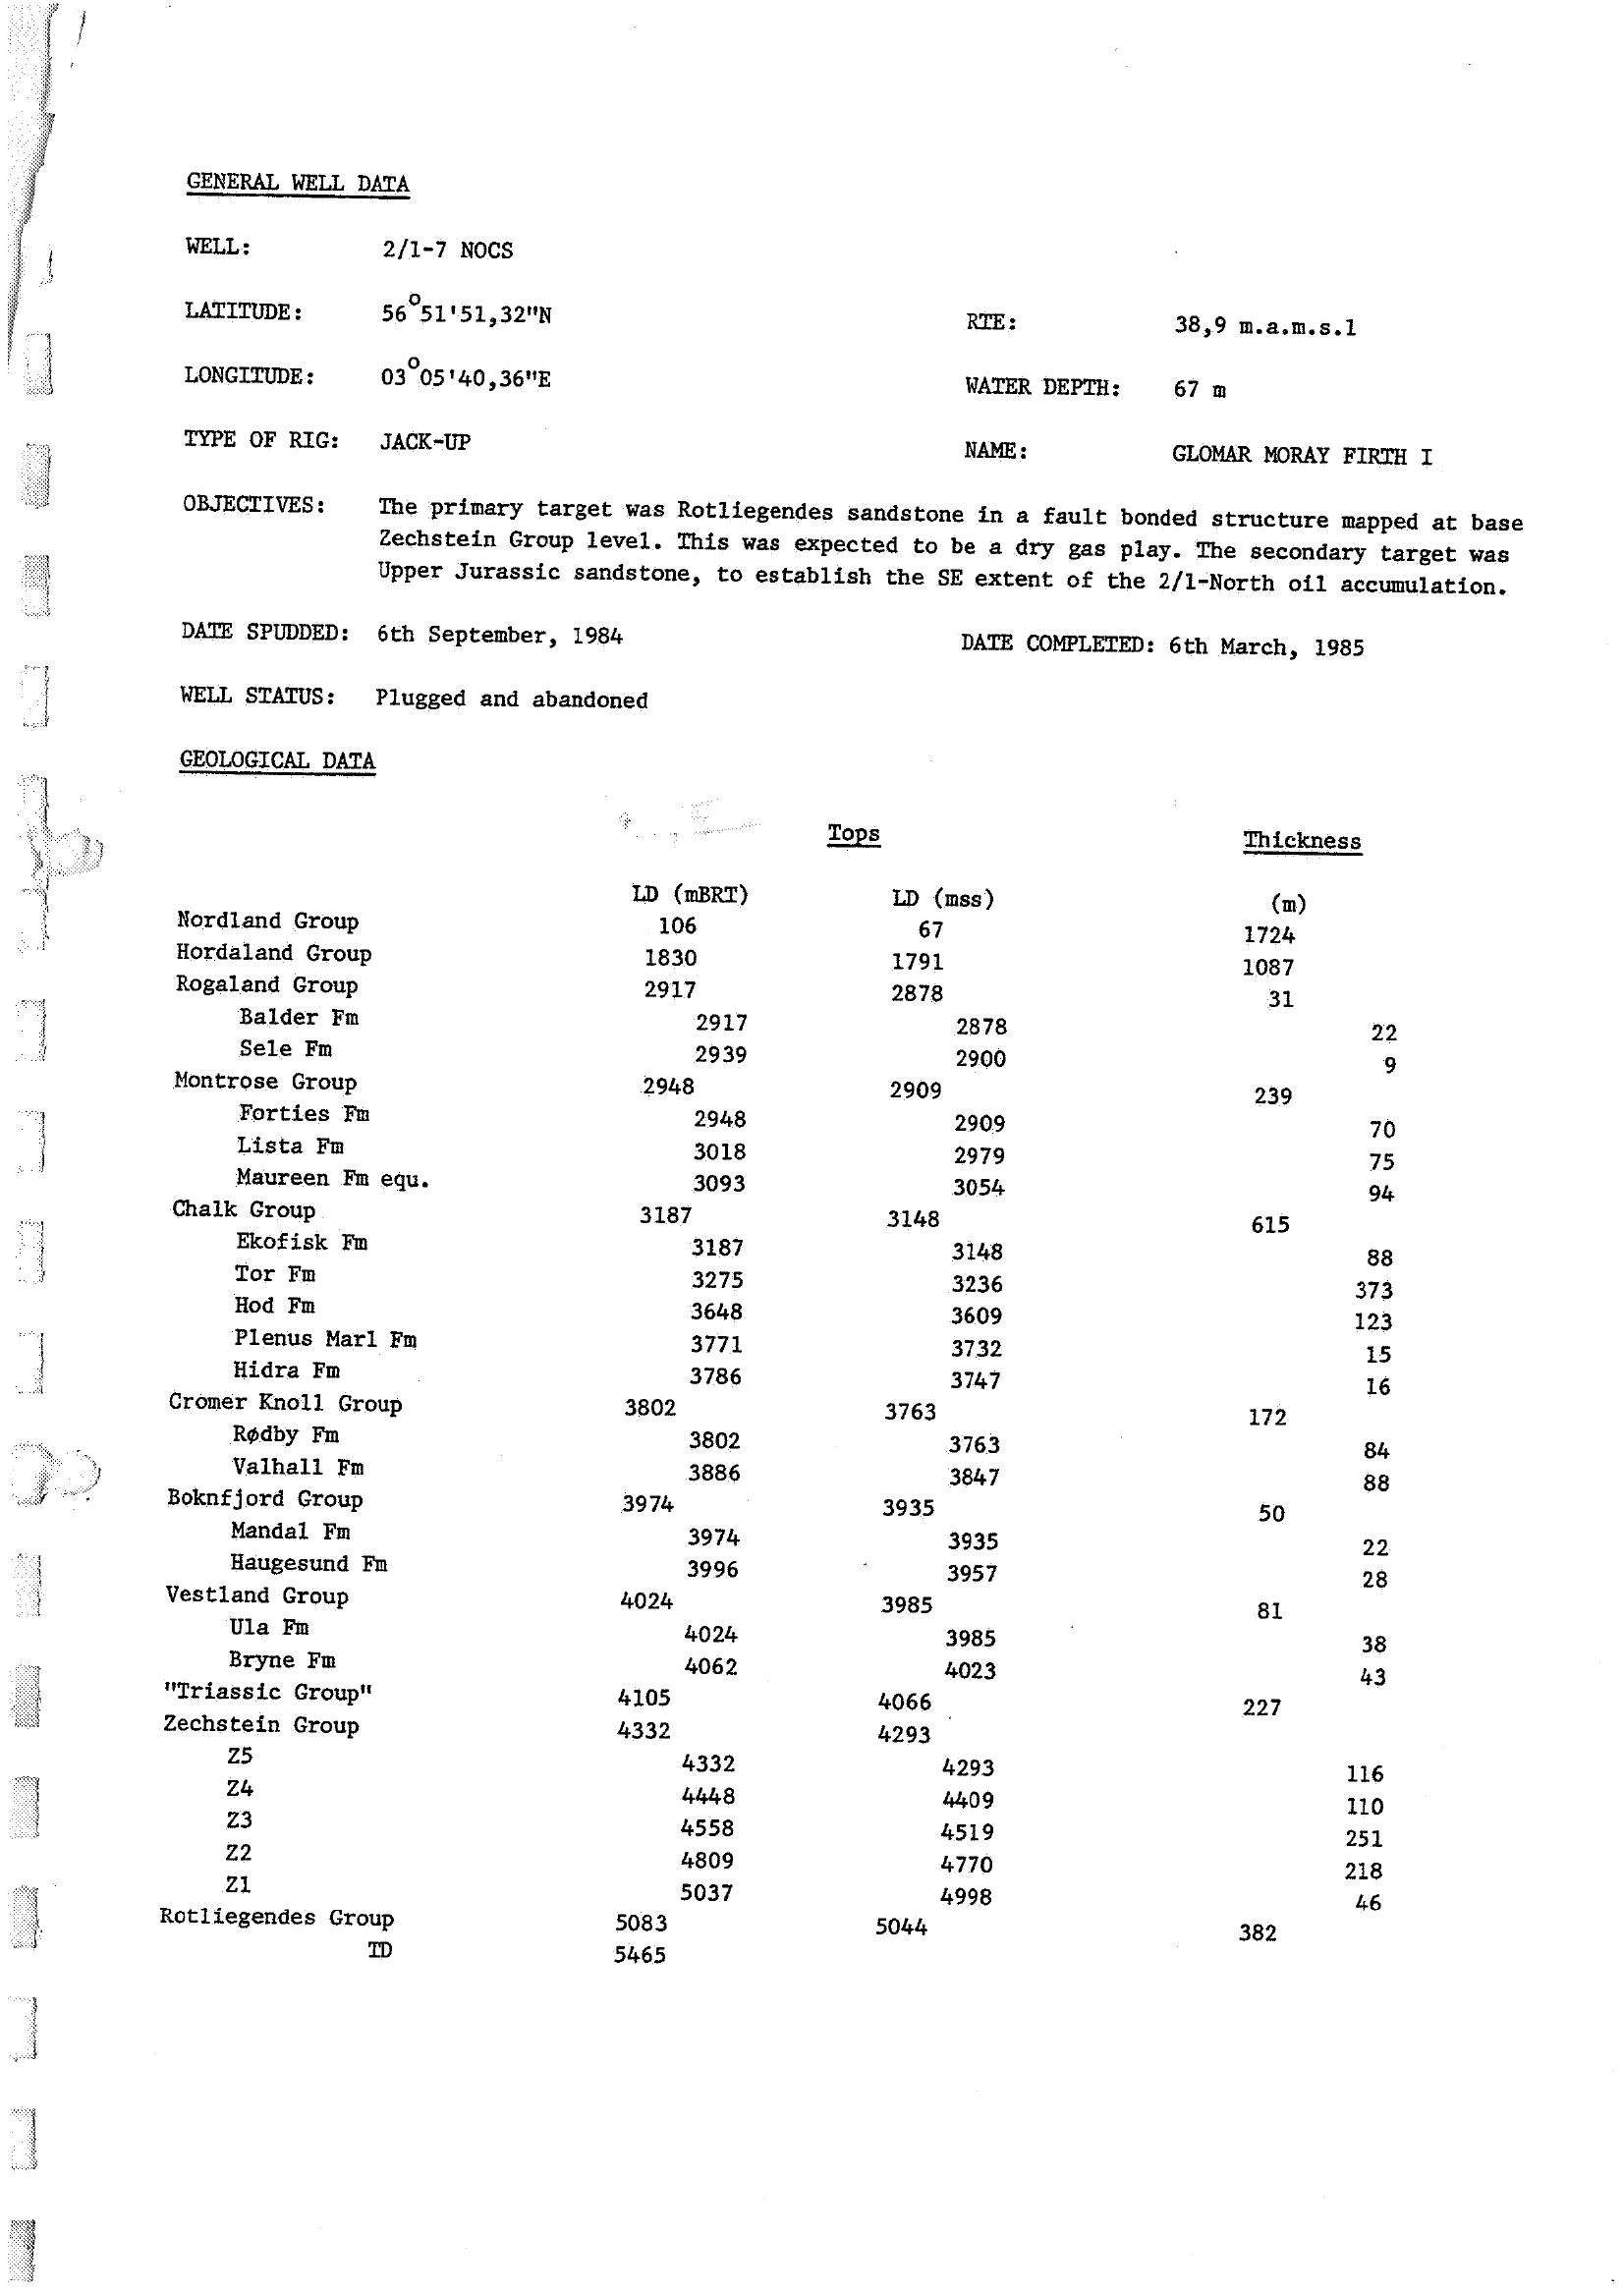 GENERAL WELL DATA
WELL: 2/1-7 NOCS
LATITUDE: 56°51'51,32"N RTE: 38,9 m.a.m.s.l
LONGITUDE: 03°05'40,36"E WATER DEPTH: 67 m
TYPE OF RIG: JACK-UP NAME: GLOMAR MORAY FIRTH I
OBJECTIVES: The primary target was Rotliegendes sandstone in a fault bonded structure mapped at base
Zechstein Group level. This was expected to be a dry gas play. The secondary target was
Upper Jurassic sandstone, to establish the SE extent of the 2/1-North oil accumulation.
DATE SPUDDED: 6th September, 1984 DATE COMPLETED: 6th March, 1985
WELL STATUS: Plugged and abandoned
GEOLOGICAL DATA
Tops Thickness
LD (mBRT) LD (mss) (m)
Nordland Group 106 67 1724
Hordaland Group 1830 1791 1087
Rogaland Group 2917 2878 31
Balder Fm 2917 2878 22
Sele Fm 2939 2900 9
Montrose Group 2948 2909 239
Forties Fm 2948 2909 70
Lista Fm 3018 2979 75
Maureen Fm equ. 3093 3054 94
Chalk Group 3187 3148 615
Ekofisk Fm 3187 3148 88
Tor Fm 3275 3236 373
Hod Fm 3648 3609 123
Plenus Marl Fm 3771 3732 15
Hidra Fm 3786 3747 16
Cromer Knoll Group 3802 3763 172
Rødby Fm 3802 3763 84
Valhall Fm 3886 3847 88
Boknfjord Group 3974 3935 50
Mandal Fm 3974 3935 22
Haugesund Fm 3996 3957 28
Vestland Group 4024 3985 81
Ula Fm 4024 3985 38
Bryne Fm 4062 4023 43
"Triassic Group" 4105 4066 227
Zechstein Group 4332 4293
Z5 4332 4293 116
Z4 4448 4409 110
Z3 4558 4519 251
Z2 4809 4770 218
Z1 5037 4998 46
Rotliegendes Group 5083 5044 382
TD 5465